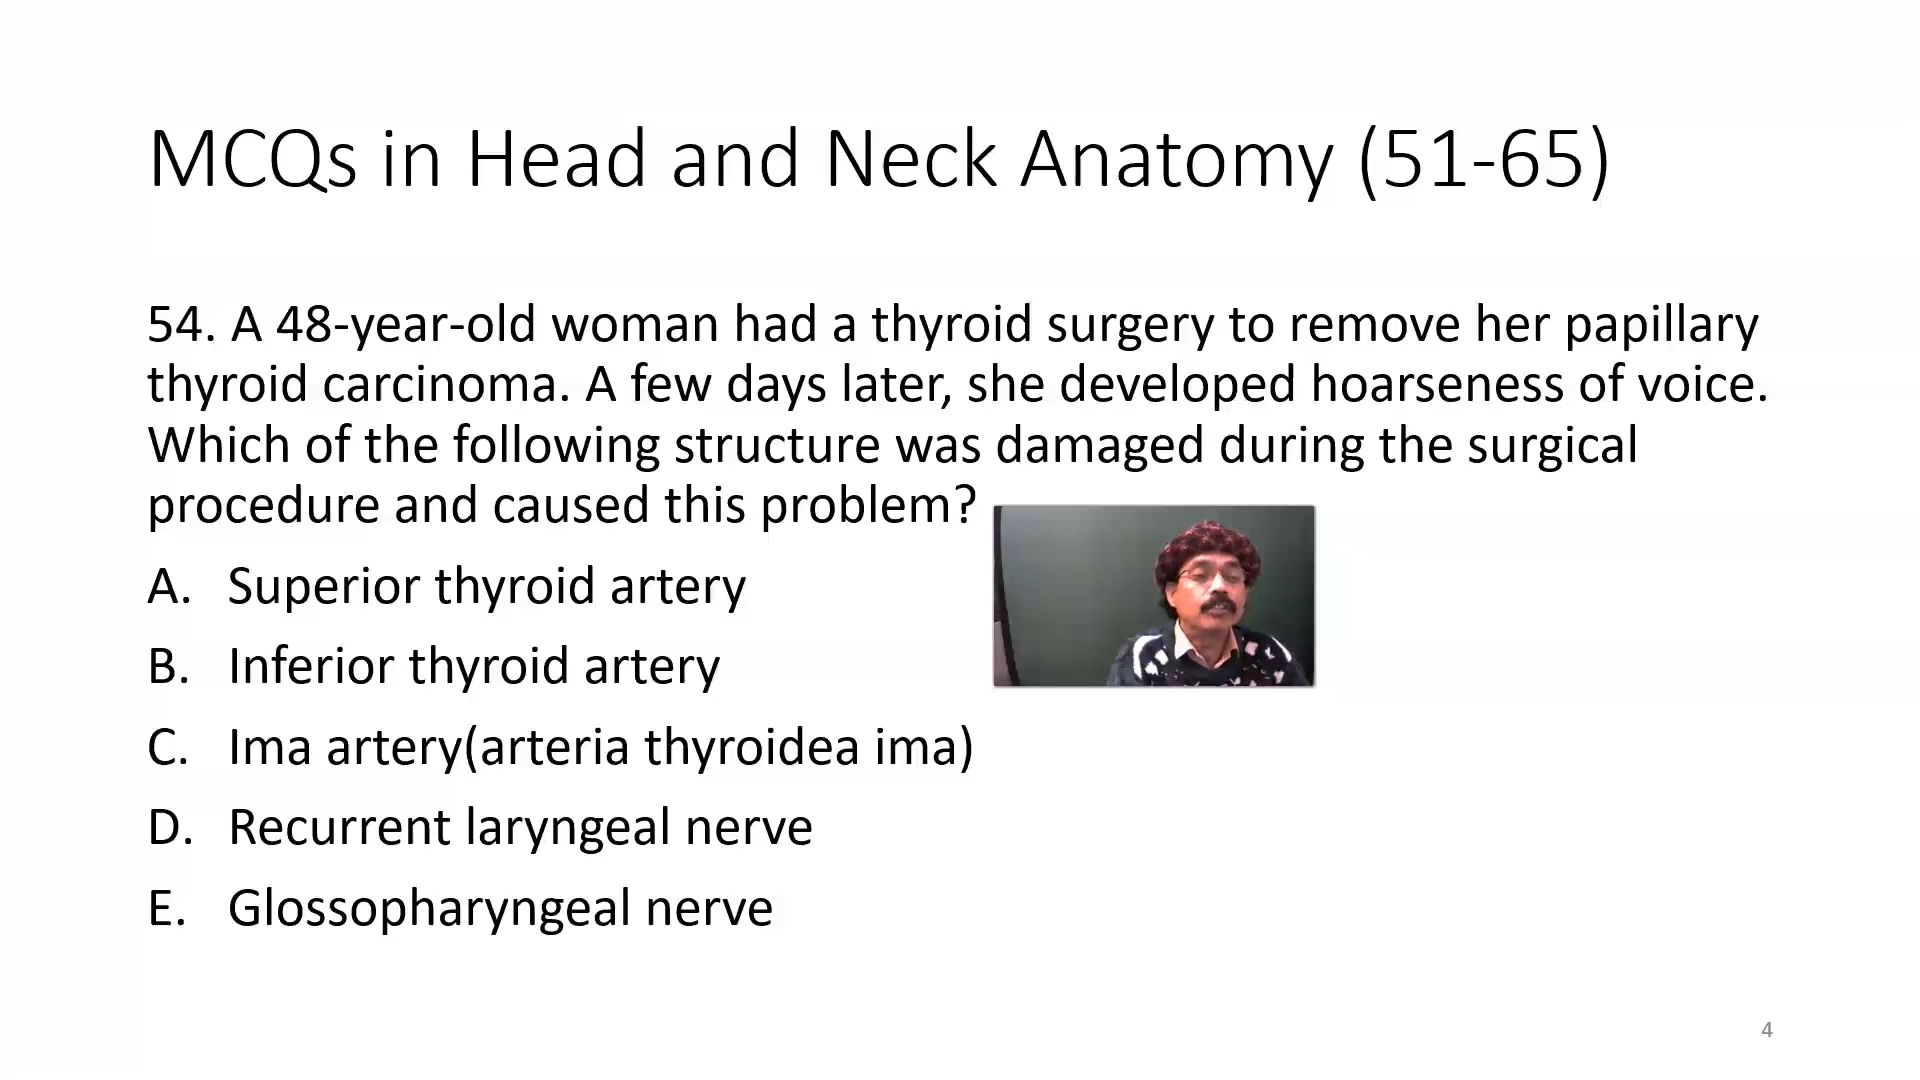 MCQs in Head and Neck Anatomy (51-65)
54. A 48-year-old woman had a thyroid surgery to remove her papillary
thyroid carcinoma. A few days later, she developed hoarseness of voice.
Which of the following structure was damaged during the surgical
procedure and caused this problem?
A. Superior thyroid artery
B. Inferior thyroid artery
C. Ima artery(arteria thyroidea ima)
D. Recurrent laryngeal nerve
E. Glossopharyngeal nerve
4